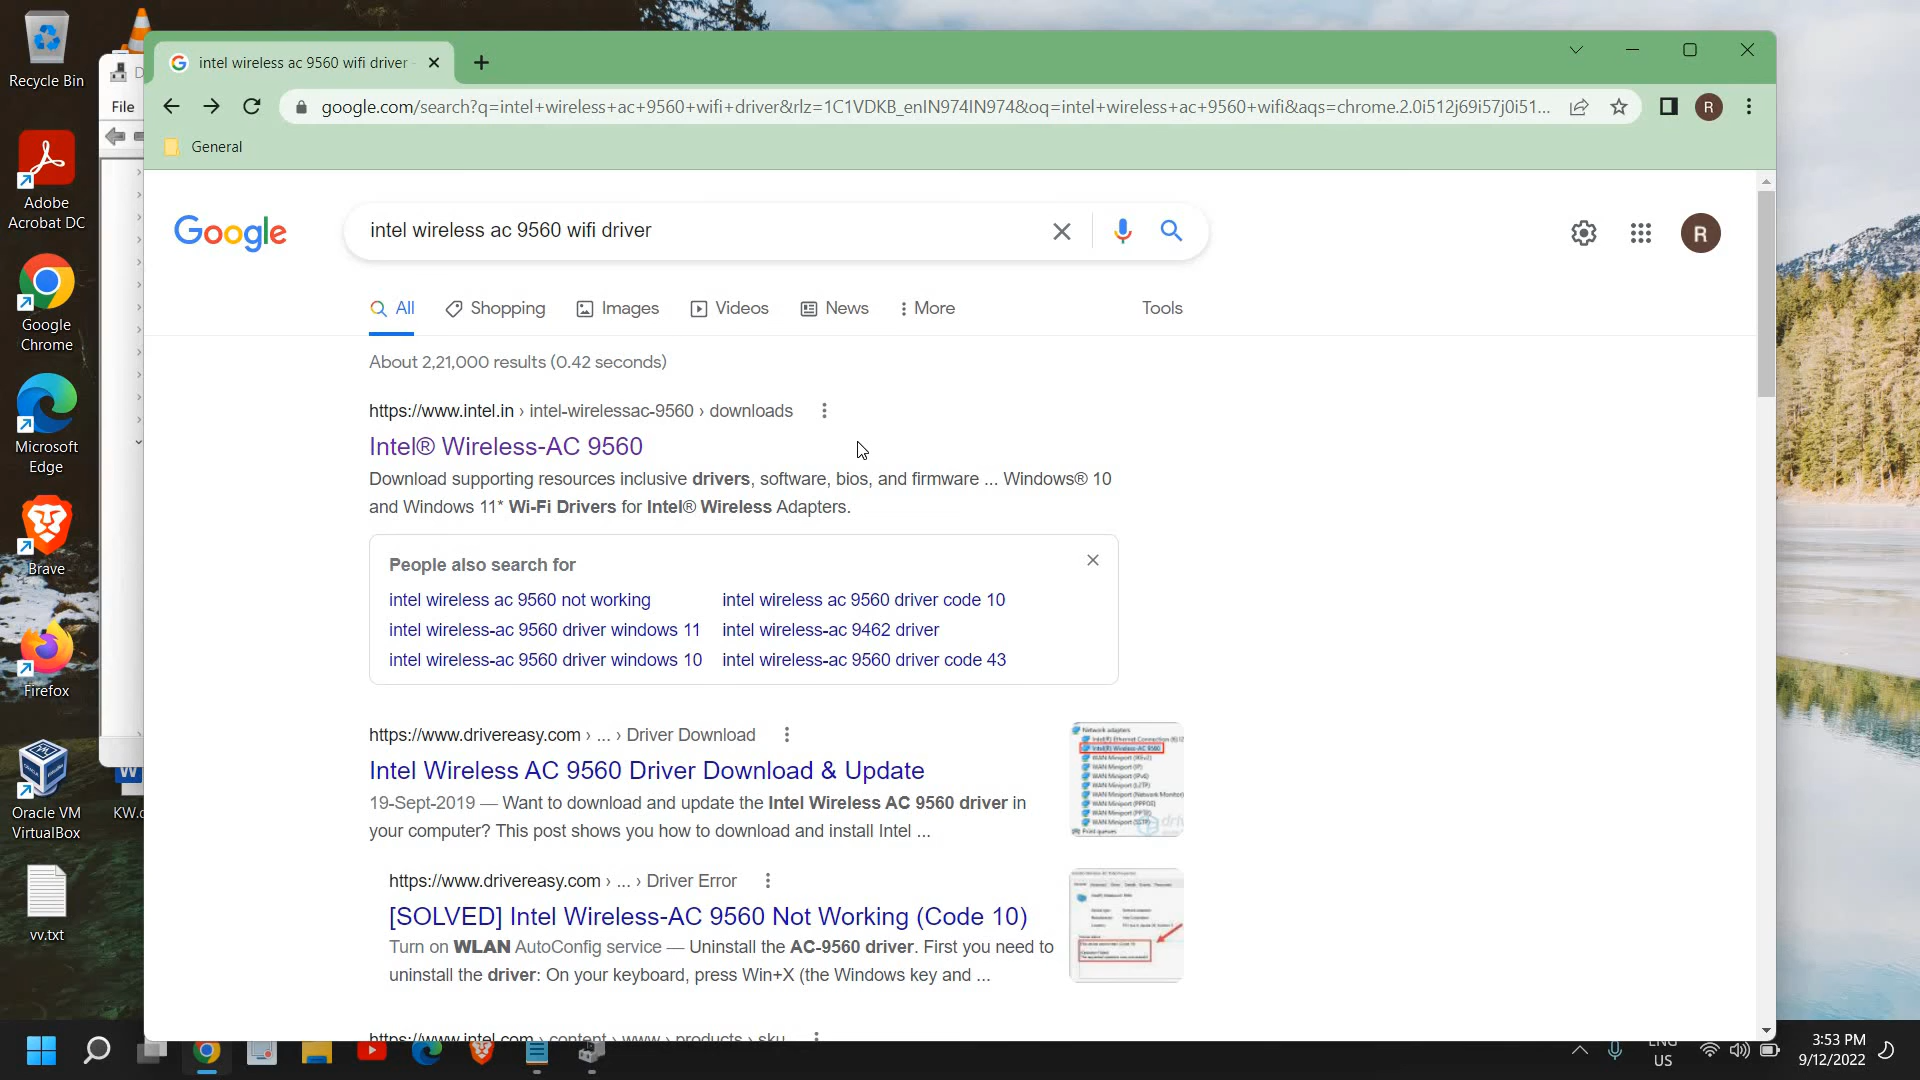 Recycle Bin
Adobe
Acrobat DC
Google
Chrome
Microsoft
Edge
Brave
Firefox
Oracle VM
VirtualBox
vv.txt
File
intel wireless ac 9560 wifi driver
google.com/search?q=intel+wireless+ac+9560+wifi+driver&rlz=1C1VDKB_enIN974IN974&oq=intel+wireless+ac+9560+wifi&aqs=chrome.2.0i512j69i57j0i51...
R
General
Google
intel wireless ac 9560 wifi driver
R
All Shopping Images Videos News More Tools
About 2,21,000 results (0.42 seconds)
https://www.intel.in › intel-wirelessac-9560 › downloads
Intel® Wireless-AC 9560
Download supporting resources inclusive drivers, software, bios, and firmware ... Windows® 10
and Windows 11* Wi-Fi Drivers for Intel® Wireless Adapters.
People also search for
intel wireless ac 9560 not working intel wireless ac 9560 driver code 10
intel wireless-ac 9560 driver windows 11 intel wireless-ac 9462 driver
intel wireless-ac 9560 driver windows 10 intel wireless-ac 9560 driver code 43
https://www.drivereasy.com › ... › Driver Download
Intel Wireless AC 9560 Driver Download & Update
19-Sept-2019 — Want to download and update the Intel Wireless AC 9560 driver in
your computer? This post shows you how to download and install Intel ...
https://www.drivereasy.com › ... › Driver Error
[SOLVED] Intel Wireless-AC 9560 Not Working (Code 10)
Turn on WLAN AutoConfig service — Uninstall the AC-9560 driver. First you need to
uninstall the driver: On your keyboard, press Win+X (the Windows key and ...
https://www.intel.com › content › www › products › sku
ENG
US
3:53 PM
9/12/2022